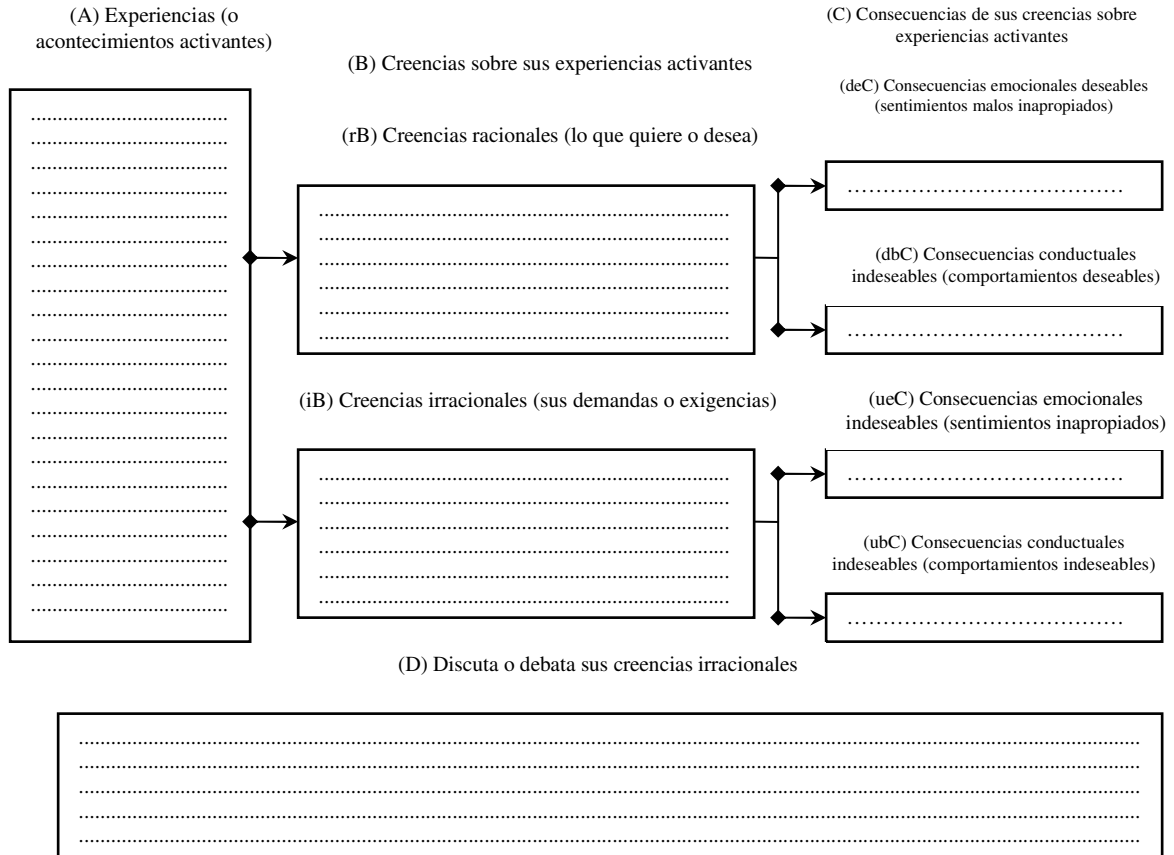 (A) Experiencias (o
acontecimientos activantes)
(B) Creencias sobre sus experiencias activantes
(C) Consecuencias de sus creencias sobre
experiencias activantes
(deC) Consecuencias emocionales deseables
(sentimientos malos inapropiados)
(rB) Creencias racionales (lo que quiere o desea)
(dbC) Consecuencias conductuales
indeseables (comportamientos deseables)
(iB) Creencias irracionales (sus demandas o exigencias)
(ueC) Consecuencias emocionales
indeseables (sentimientos inapropiados)
(ubC) Consecuencias conductuales
indeseables (comportamientos indeseables)
(D) Discuta o debata sus creencias irracionales